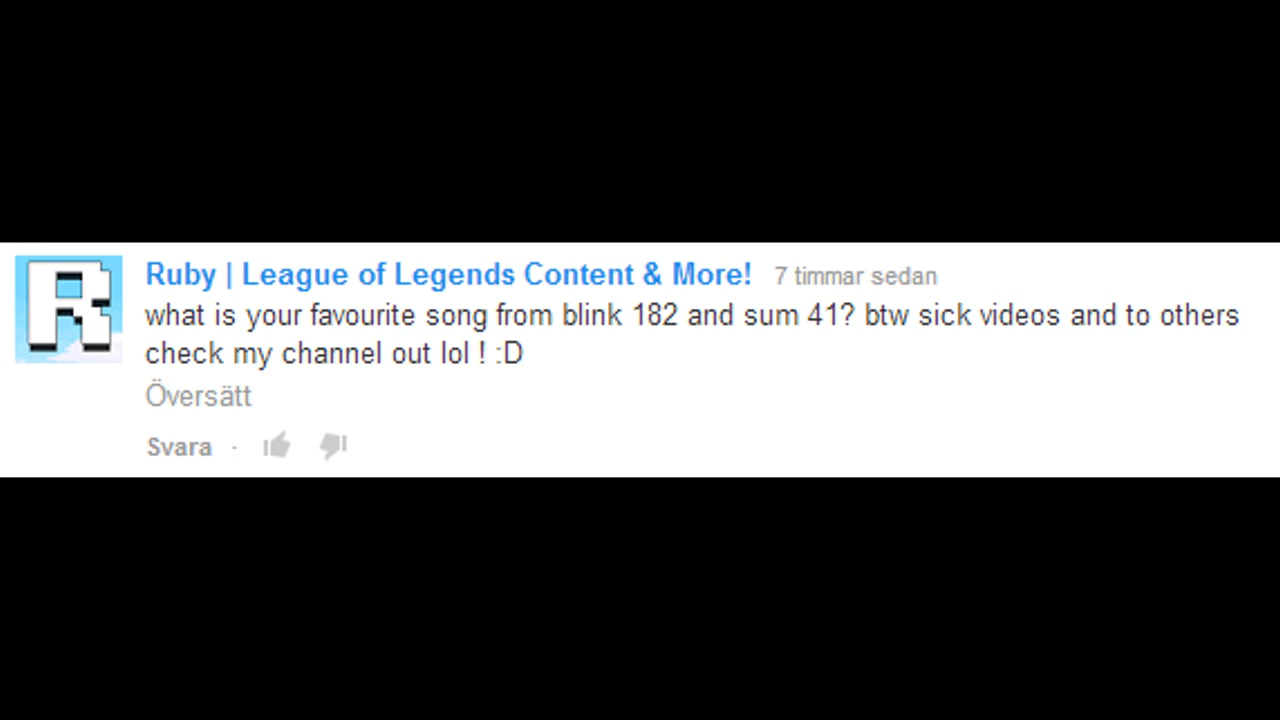 R
Ruby | League of Legends Content & More! 7 timmar sedan
what is your favourite song from blink 182 and sum 41? btw sick videos and to others
check my channel out lol ! :D
Översätt
Svara ·